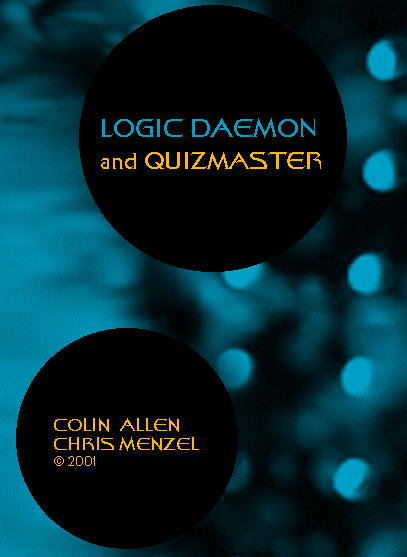 LOGIC DAEMON
and QUIZMASTER
COLIN ALLEN
CHRIS MENZEL
© 2001